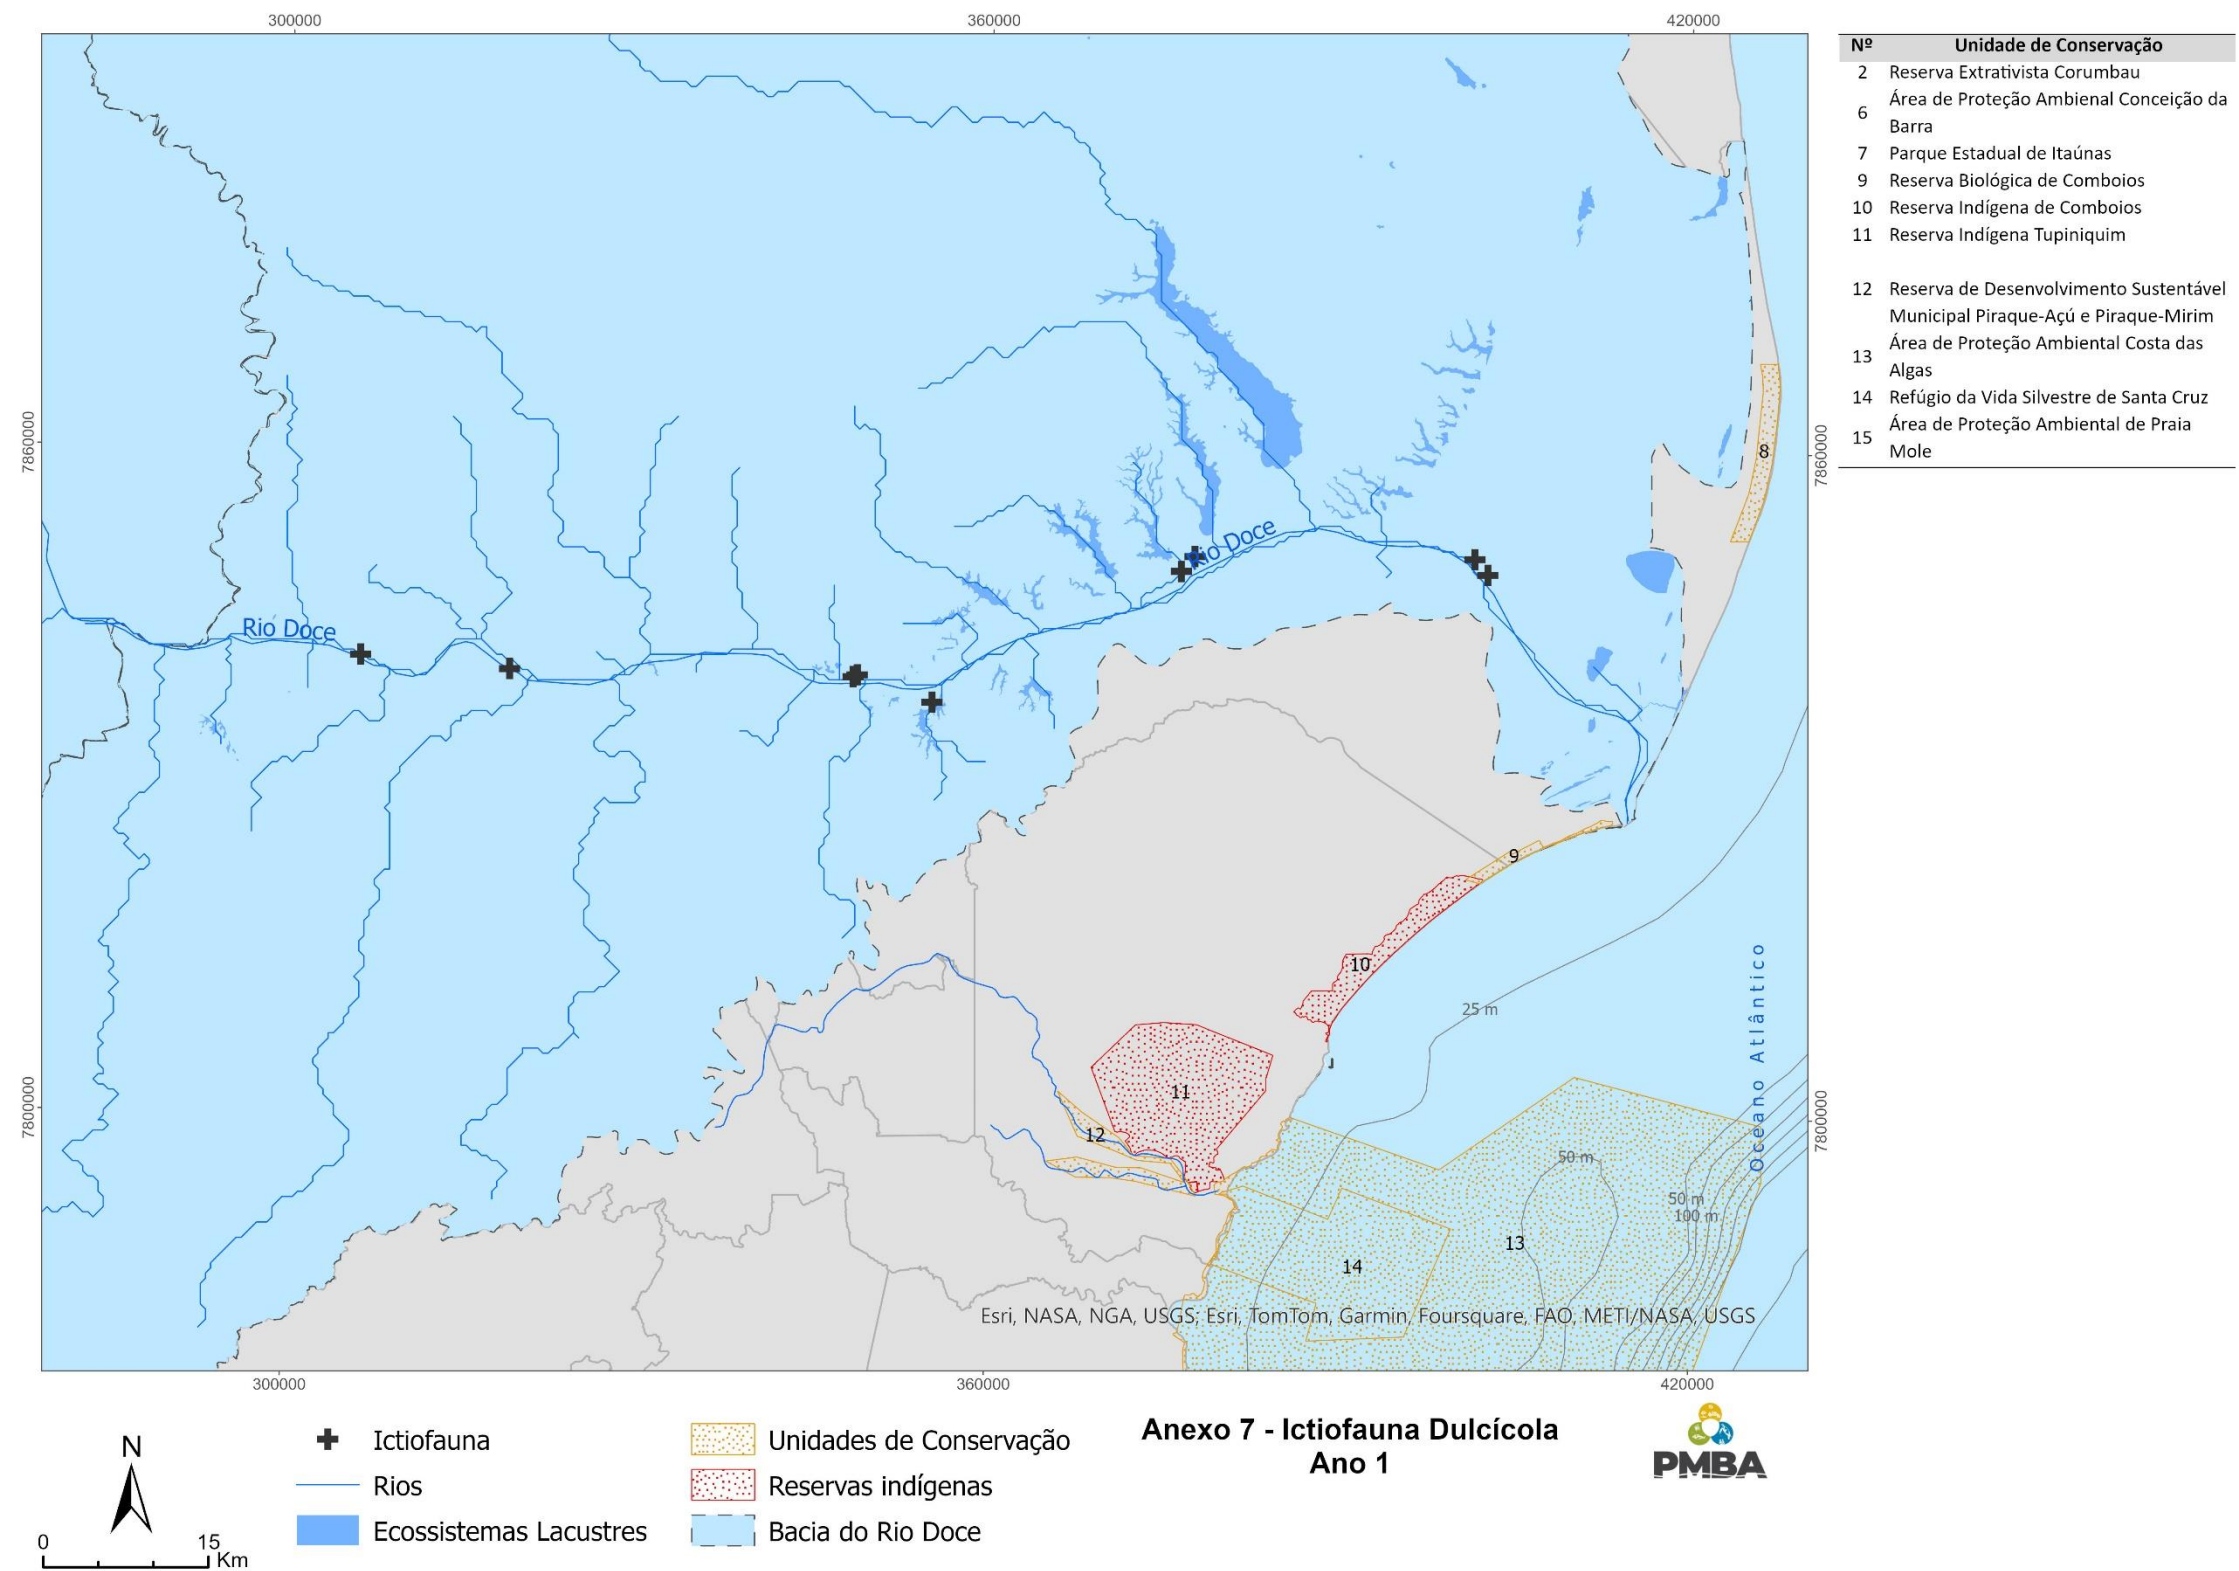 300000
360000
420000
Nº Unidade de Conservação
2 Reserva Extrativista Corumbau
Área de Proteção Ambienal Conceição da
6
Barra
7 Parque Estadual de Itaúnas
9 Reserva Biológica de Comboios
10 Reserva Indígena de Comboios
11 Reserva Indígena Tupiniquim
12 Reserva de Desenvolvimento Sustentável
Municipal Piraque-Açú e Piraque-Mirim
Área de Proteção Ambiental Costa das
13
Algas
14 Refúgio da Vida Silvestre de Santa Cruz
Área de Proteção Ambiental de Praia
15
Mole
7860000
7860000
8
Rio Doce
Rio Doce
9
10
25 m
Oceano Atlântico
11
7800000
7800000
12
50 m
50 m
100 m
13
14
Esri, NASA, NGA, USGS; Esri, TomTom, Garmin, Foursquare, FAO, METI/NASA, USGS
300000
360000
420000
N
0 15
Km
Ictiofauna
Rios
Ecossistemas Lacustres
Unidades de Conservação
Reservas indígenas
Bacia do Rio Doce
Anexo 7 - Ictiofauna Dulcícola
Ano 1
PMBA